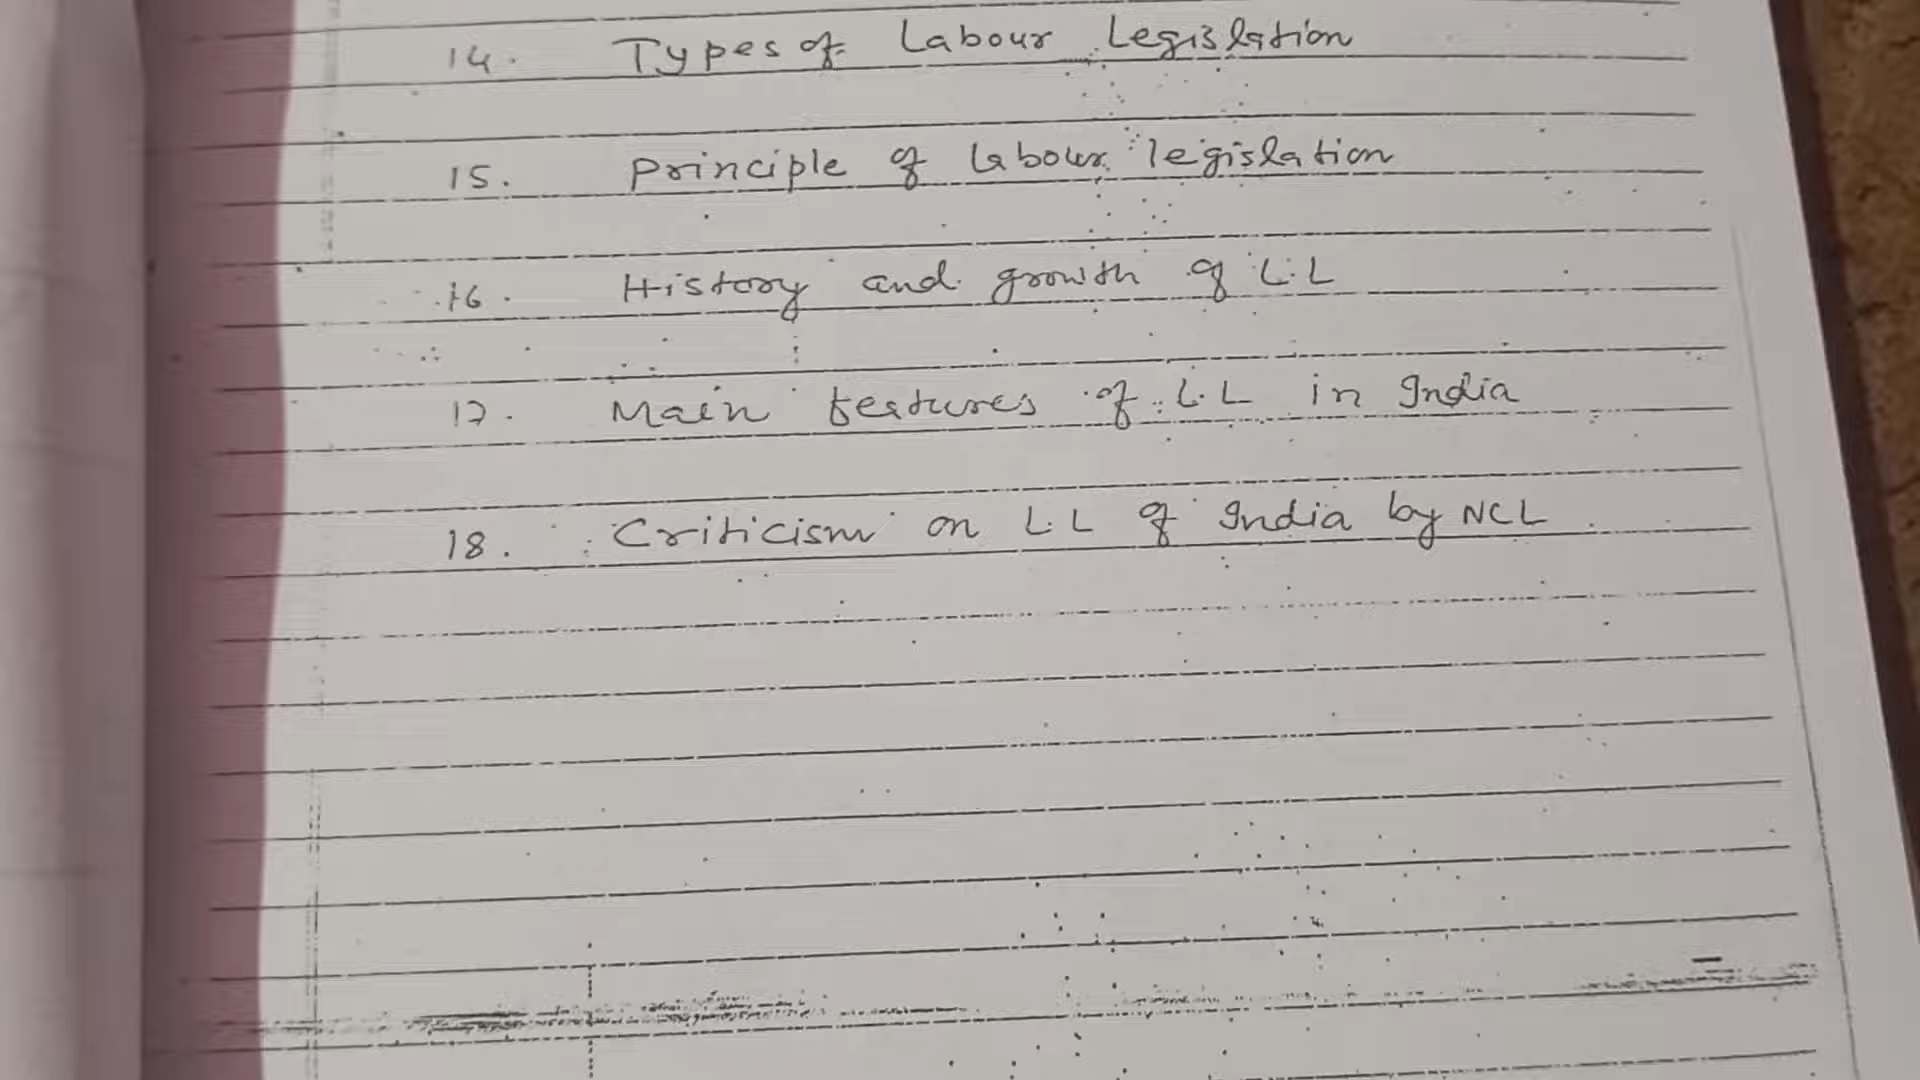 14. Types of Labour Legislation
15. Principle of labour legislation
16. History and growth of L.L
17. Main features of L.L in India
18. Criticism on L.L of India by NCL